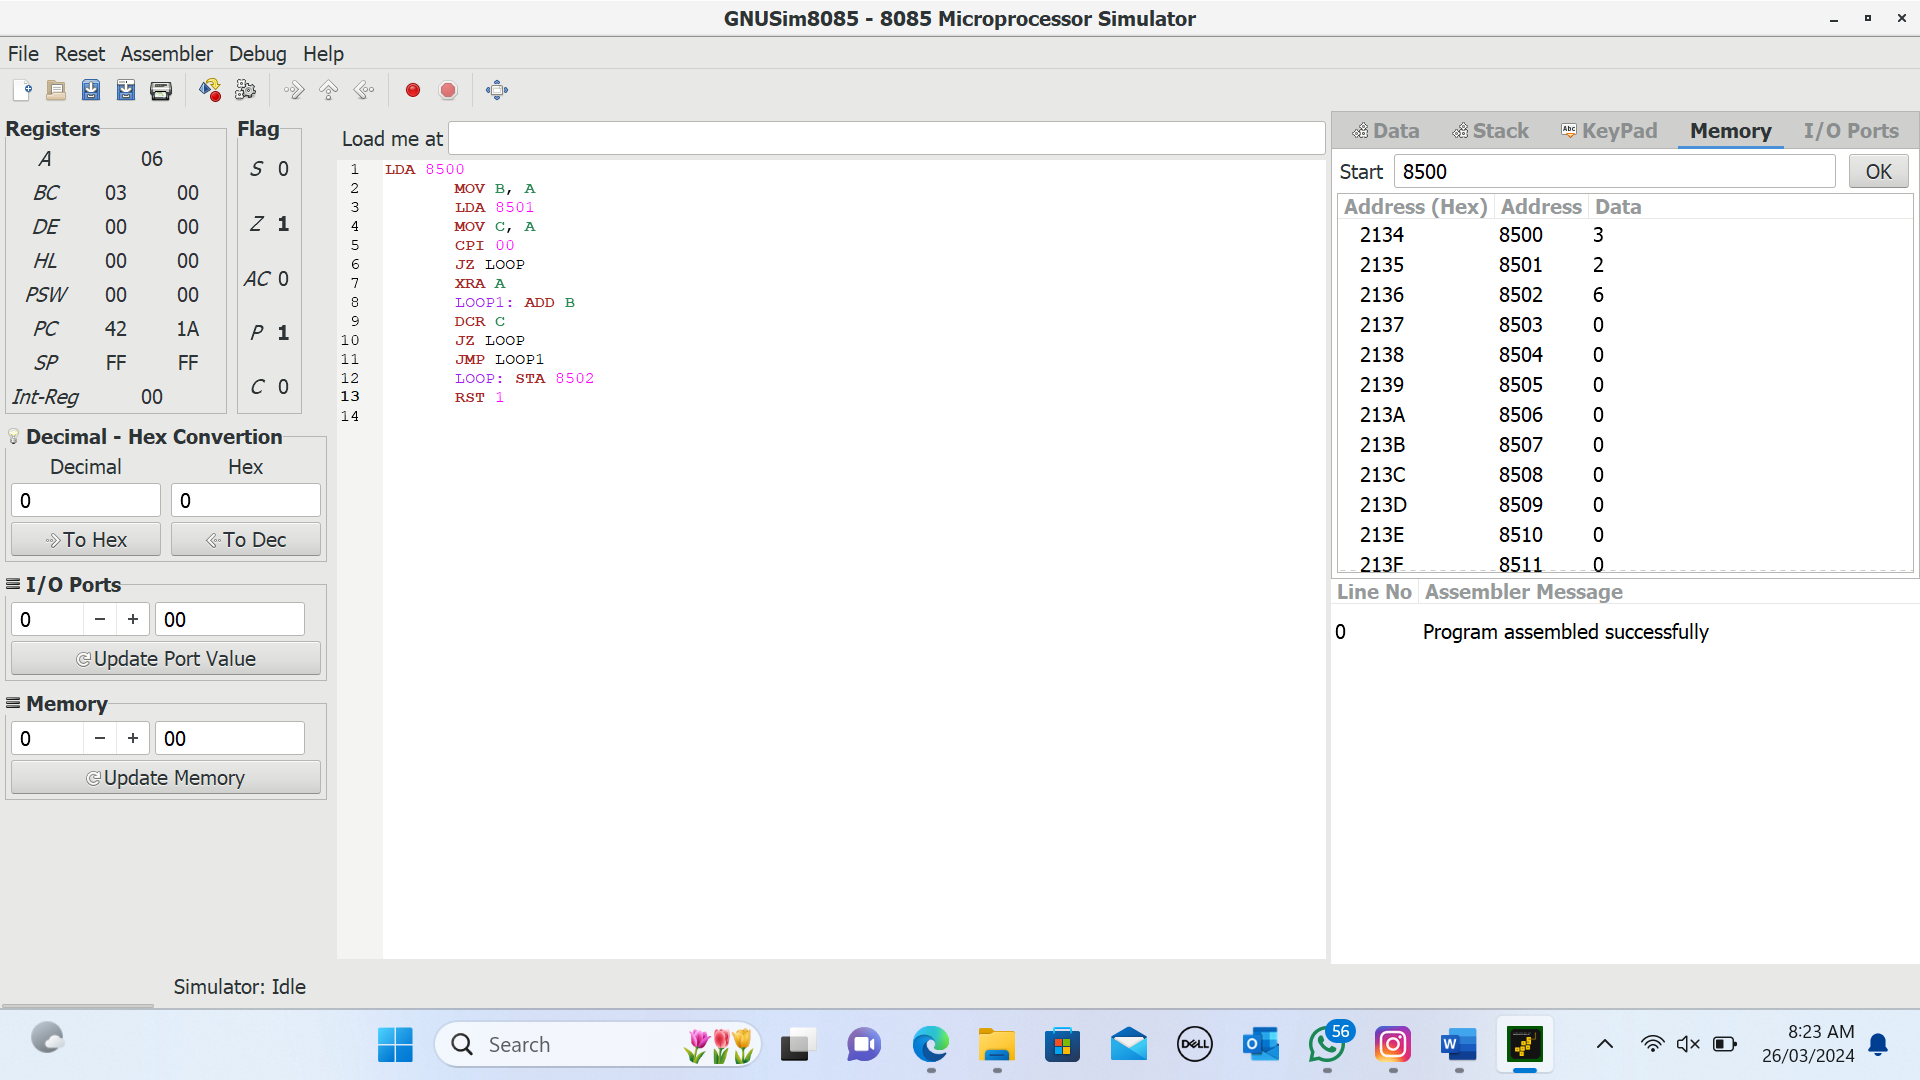 GNUSim8085 - 8085 Microprocessor Simulator
File Reset Assembler Debug Help
Registers
A 06
BC 03 00
DE 00 00
HL 00 00
PSW 00 00
PC 42 1A
SP FF FF
Int-Reg 00
Flag
S 0
Z 1
AC 0
P 1
C 0
Decimal - Hex Convertion
Decimal Hex
0 0
To Hex To Dec
I/O Ports
0 − + 00
Update Port Value
Memory
0 − + 00
Update Memory
Simulator: Idle
Load me at
1 LDA 8500
2 MOV B, A
3 LDA 8501
4 MOV C, A
5 CPI 00
6 JZ LOOP
7 XRA A
8 LOOP1: ADD B
9 DCR C
10 JZ LOOP
11 JMP LOOP1
12 LOOP: STA 8502
13 RST 1
14
Data Stack Abc KeyPad Memory I/O Ports
Start 8500 OK
Address (Hex) Address Data
2134 8500 3
2135 8501 2
2136 8502 6
2137 8503 0
2138 8504 0
2139 8505 0
213A 8506 0
213B 8507 0
213C 8508 0
213D 8509 0
213E 8510 0
213F 8511 0
Line No Assembler Message
0 Program assembled successfully
Search
DELL
56
8:23 AM
26/03/2024